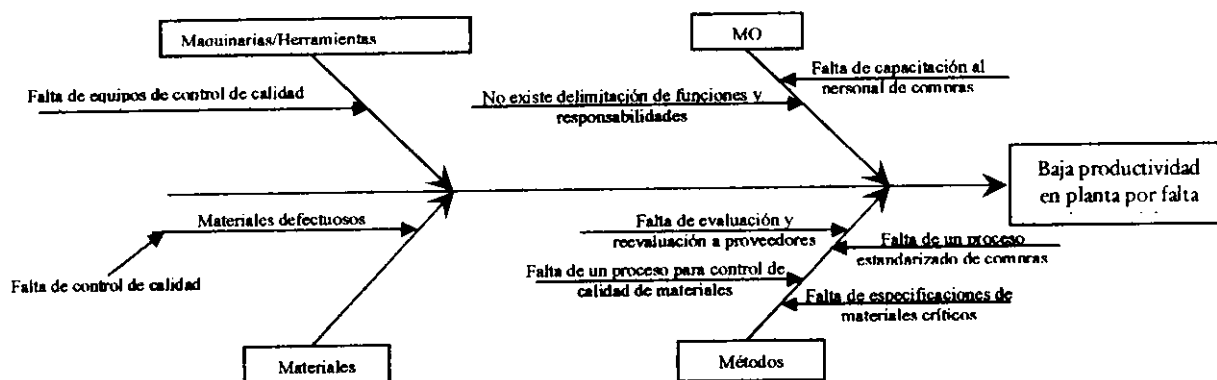 Maquinarias/Herramientas
MO
Falta de equipos de control de calidad
Falta de capacitación al
nersonal de compras
No existe delimitación de funciones y
responsabilidades
Baja productividad
en planta por falta
Materiales defectuosos
Falta de control de calidad
Falta de evaluación y
reevaluación a proveedores
Falta de un proceso
estandarizado de compras
Falta de un proceso para control de
calidad de materiales
Falta de especificaciones de
materiales críticos
Materiales
Métodos